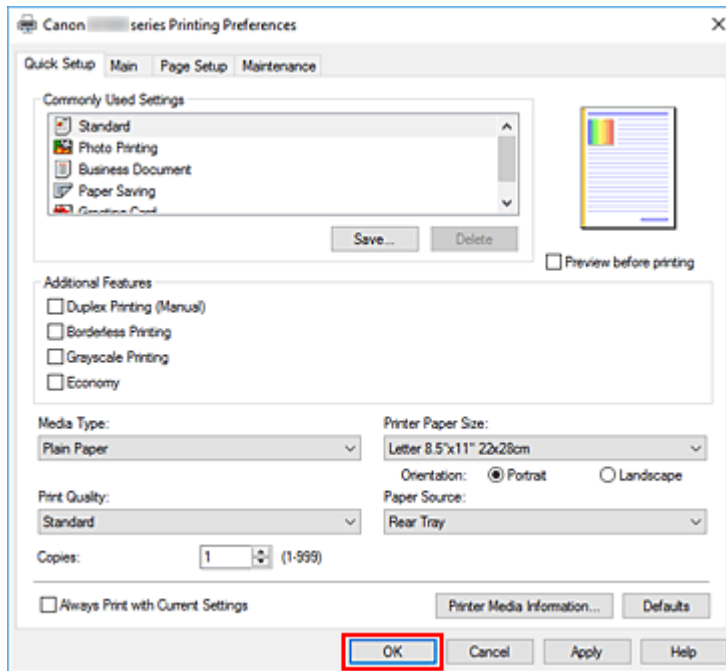 Canon series Printing Preferences
Quick Setup Main Page Setup Maintenance
Commonly Used Settings
Standard
Photo Printing
Business Document
Paper Saving
Greeting Card
Save... Delete
Preview before printing
Additional Features
Duplex Printing (Manual)
Borderless Printing
Grayscale Printing
Economy
Media Type: Printer Paper Size:
Plain Paper Letter 8.5"x11" 22x28cm
Orientation: Portrait Landscape
Print Quality: Paper Source:
Standard Rear Tray
Copies: 1 (1-999)
Always Print with Current Settings Printer Media Information... Defaults
OK Cancel Apply Help